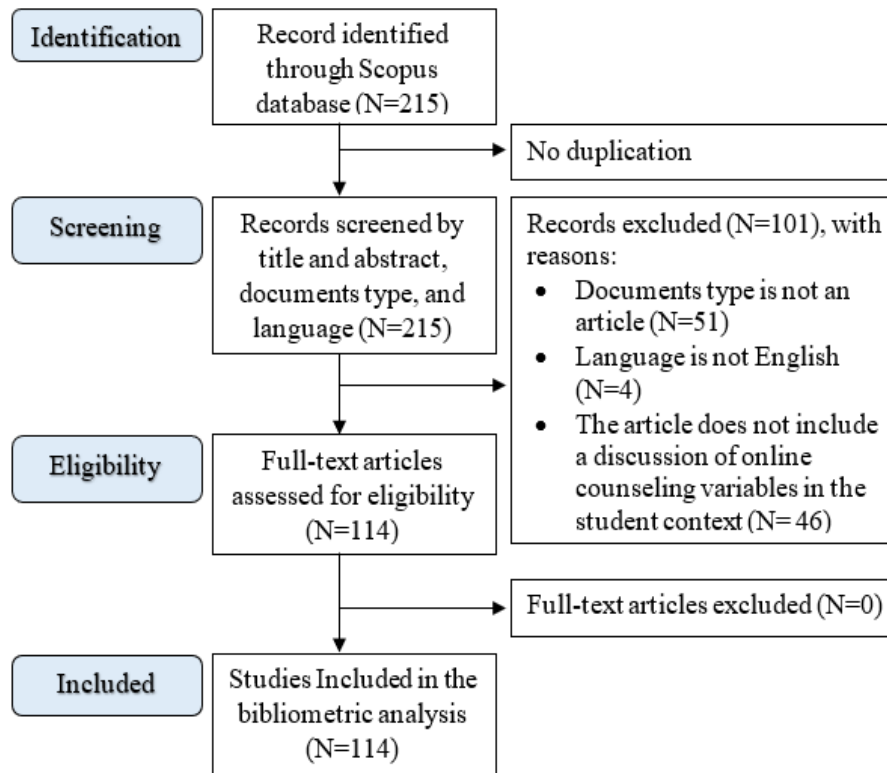 Identification
Record identified
through Scopus
database (N=215)
No duplication
Screening
Records screened by
title and abstract,
documents type, and
language (N=215)
Records excluded (N=101), with
reasons:
• Documents type is not an
article (N=51)
• Language is not English
(N=4)
• The article does not include
a discussion of online
counseling variables in the
student context (N= 46)
Eligibility
Full-text articles
assessed for eligibility
(N=114)
Full-text articles excluded (N=0)
Included
Studies Included in the
bibliometric analysis
(N=114)